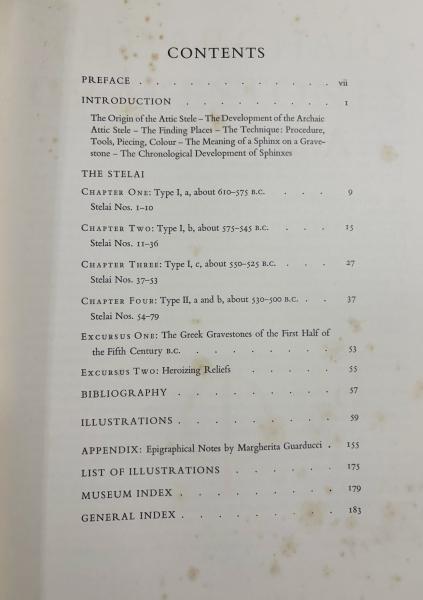 CONTENTS
PREFACE . . . . . . . . . . . . vii
INTRODUCTION . . . . . . . . . 1
The Origin of the Attic Stele – The Development of the Archaic
Attic Stele – The Finding Places – The Technique: Procedure,
Tools, Piecing, Colour – The Meaning of a Sphinx on a Grave-
stone – The Chronological Development of Sphinxes
THE STELAI
CHAPTER ONE: Type I, a, about 610–575 B.C. . . . 9
Stelai Nos. 1–10
CHAPTER TWO: Type I, b, about 575–545 B.C. . . . 15
Stelai Nos. 11–36
CHAPTER THREE: Type I, c, about 550–525 B.C. . . . 27
Stelai Nos. 37–53
CHAPTER FOUR: Type II, a and b, about 530–500 B.C. . . 37
Stelai Nos. 54–79
EXCURSUS ONE: The Greek Gravestones of the First Half of
the Fifth Century B.C. . . . . . . . 53
EXCURSUS TWO: Heroizing Reliefs . . . . . 55
BIBLIOGRAPHY . . . . . . . . . 57
ILLUSTRATIONS . . . . . . . . . 59
APPENDIX: Epigraphical Notes by Margherita Guarducci . 155
LIST OF ILLUSTRATIONS . . . . . . 175
MUSEUM INDEX . . . . . . . . . 179
GENERAL INDEX . . . . . . . . . 183